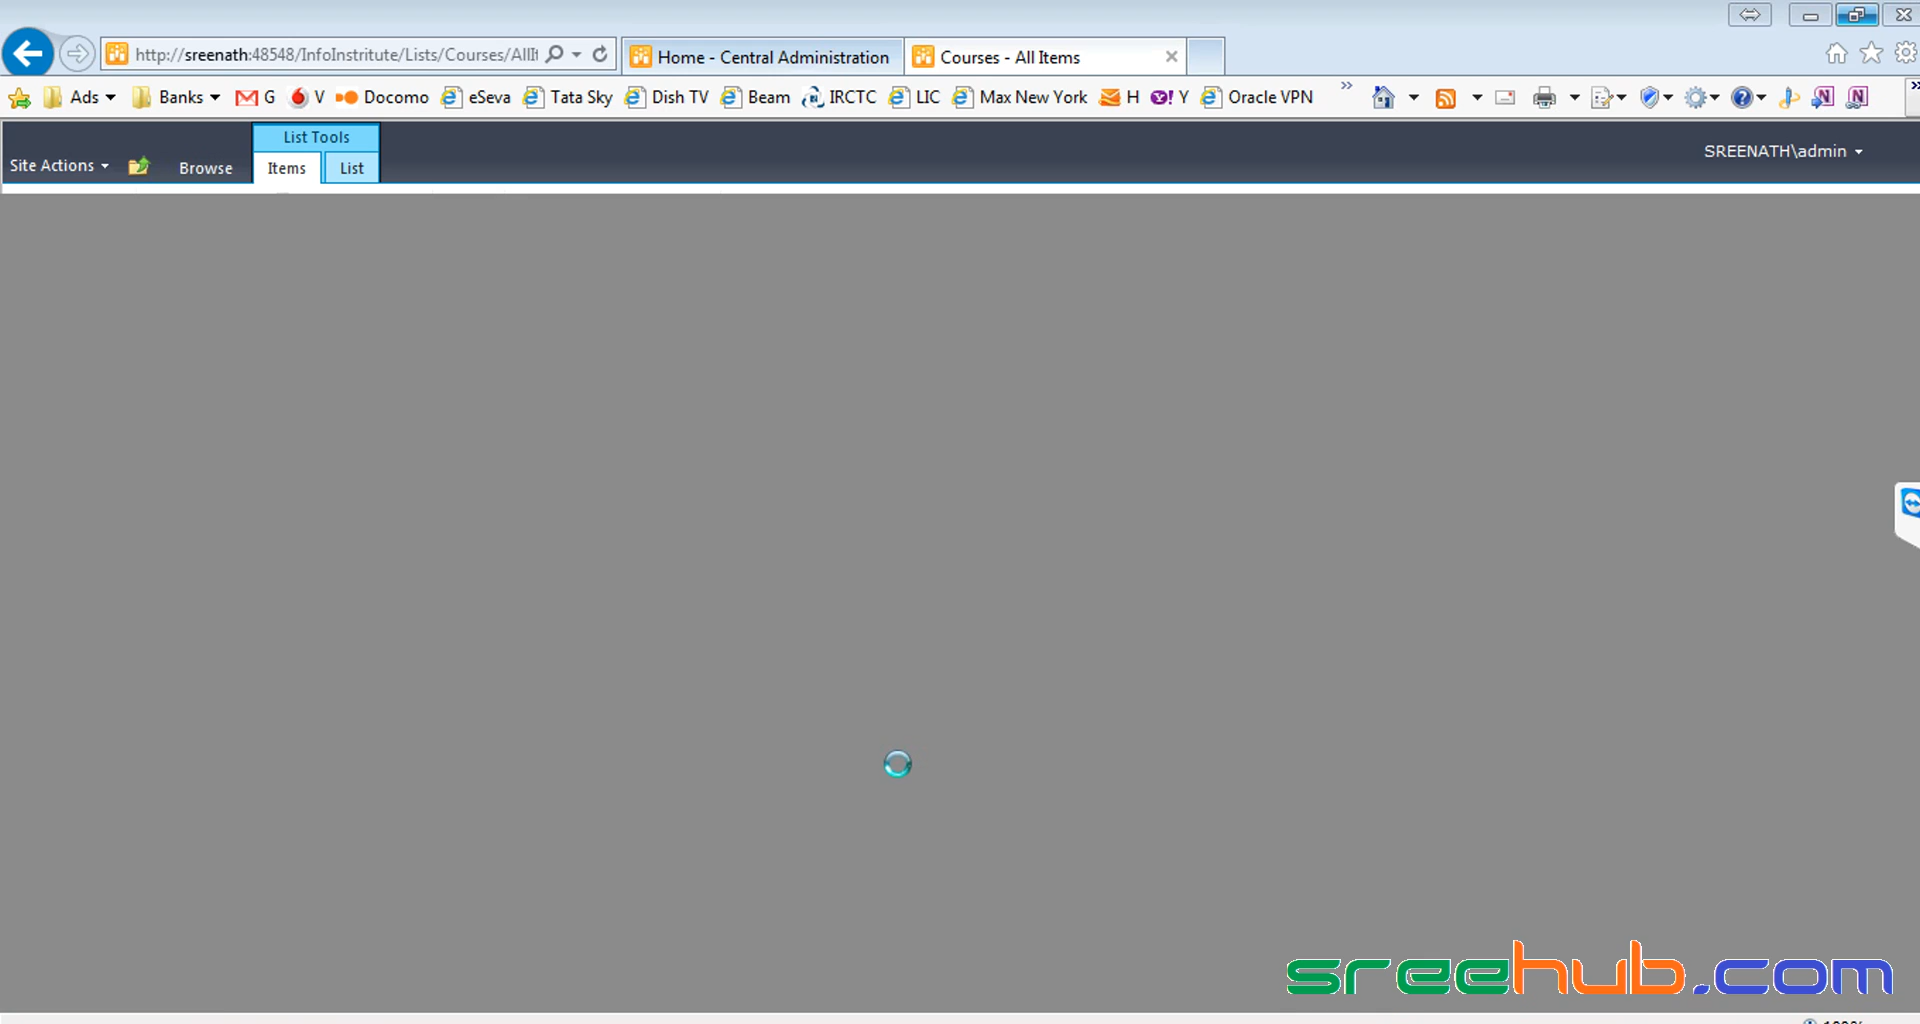 http://sreenath:48548/InfoInstritute/Lists/Courses/AllIt
Home - Central Administration
Courses - All Items
Ads
Banks
G
V
Docomo
eSeva
Tata Sky
Dish TV
Beam
IRCTC
LIC
Max New York
H
Y
Oracle VPN
List Tools
Site Actions
Browse
Items
List
SREENATH\admin
sreehub.com